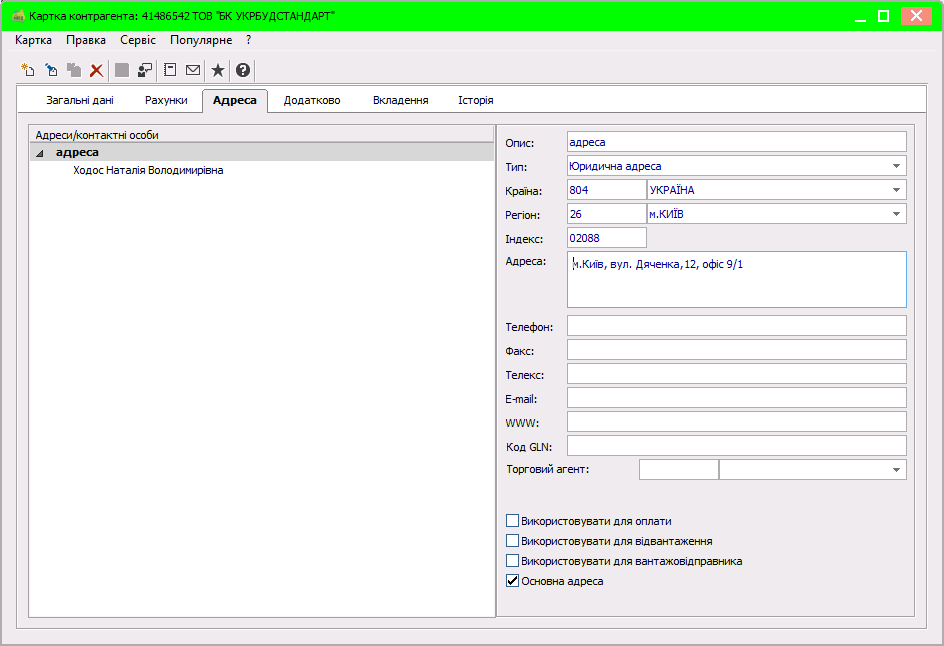 Картка контрагента: 41486542 ТОВ "БК УКРБУДСТАНДАРТ"
Картка Правка Сервіс Популярне ?
Загальні дані Рахунки Адреса Додатково Вкладення Історія
Адреси/контактні особи
адреса
Ходос Наталія Володимирівна
Опис: адреса
Тип: Юридична адреса
Країна: 804 УКРАЇНА
Регіон: 26 м.КИЇВ
Індекс: 02088
Адреса: м.Київ, вул. Дяченка,12, офіс 9/1
Телефон:
Факс:
Телекс:
E-mail:
WWW:
Код GLN:
Торговий агент:
Використовувати для оплати
Використовувати для відвантаження
Використовувати для вантажовідправника
Основна адреса